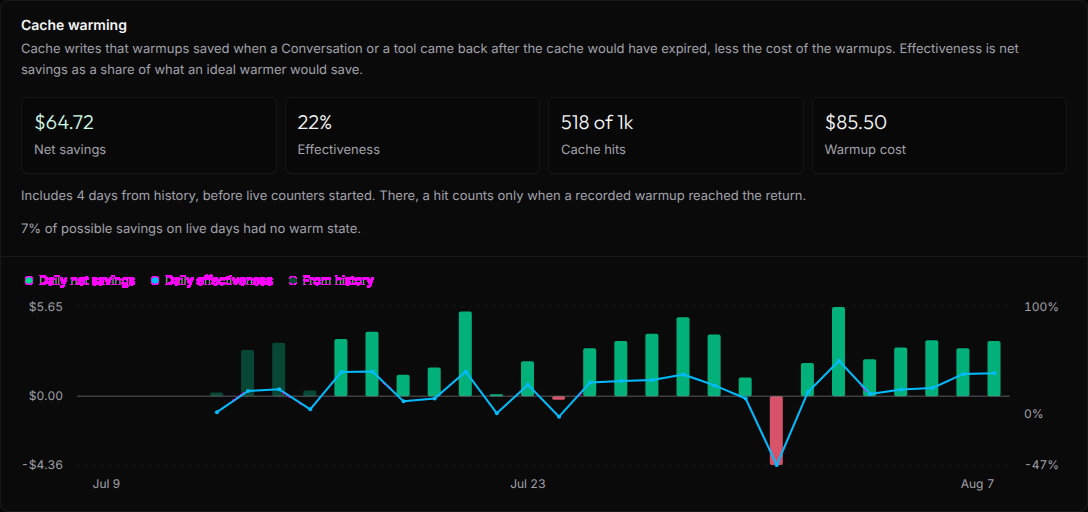 Cache warming
Cache writes that warmups saved when a Conversation or a tool came back after the cache would have expired, less the cost of the warmups. Effectiveness is net
savings as a share of what an ideal warmer would save.
$64.72
Net savings
22%
Effectiveness
518 of 1k
Cache hits
$85.50
Warmup cost
Includes 4 days from history, before live counters started. There, a hit counts only when a recorded warmup reached the return.
7% of possible savings on live days had no warm state.
Daily net savings
Daily effectiveness
From history
$5.65
100%
$0.00
0%
-$4.36
-47%
Jul 9
Jul 23
Aug 7